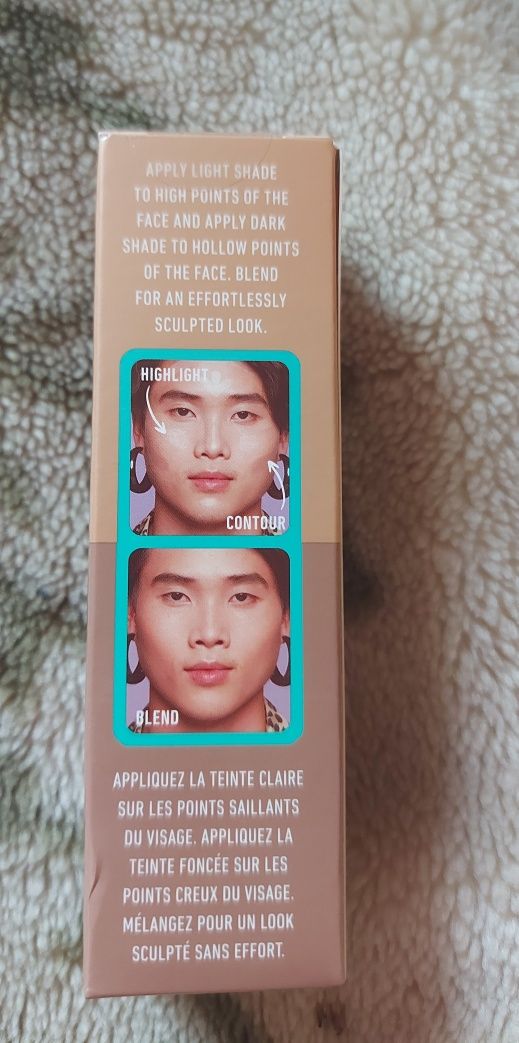 APPLY LIGHT SHADE
TO HIGH POINTS OF THE
FACE AND APPLY DARK
SHADE TO HOLLOW POINTS
OF THE FACE. BLEND
FOR AN EFFORTLESSLY
SCULPTED LOOK.
HIGHLIGHT
CONTOUR
BLEND
APPLIQUEZ LA TEINTE CLAIRE
SUR LES POINTS SAILLANTS
DU VISAGE. APPLIQUEZ LA
TEINTE FONCÉE SUR LES
POINTS CREUX DU VISAGE.
MÉLANGEZ POUR UN LOOK
SCULPTÉ SANS EFFORT.